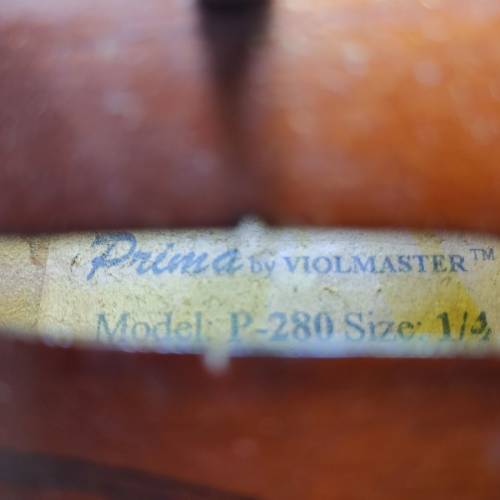 Prima by VIOLMASTER™
Model: P-280 Size: 1/4